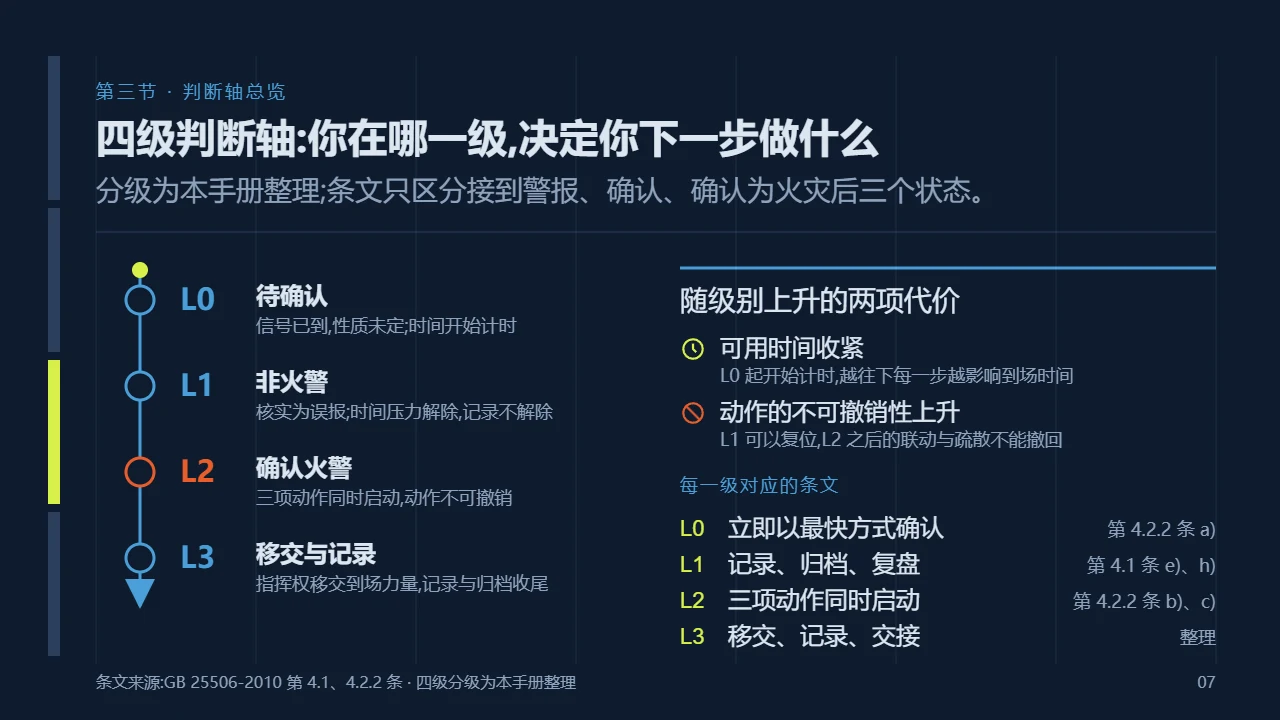 第三节 · 判断轴总览
四级判断轴:你在哪一级,决定你下一步做什么
分级为本手册整理;条文只区分接到警报、确认、确认为火灾后三个状态。
L0 待确认
信号已到,性质未定;时间开始计时
L1 非火警
核实为误报;时间压力解除,记录不解除
L2 确认火警
三项动作同时启动,动作不可撤销
L3 移交与记录
指挥权移交到场力量,记录与归档收尾
随级别上升的两项代价
可用时间收紧
L0 起开始计时,越往下每一步越影响到场时间
动作的不可撤销性上升
L1 可以复位,L2 之后的联动与疏散不能撤回
每一级对应的条文
L0 立即以最快方式确认 第 4.2.2 条 a)
L1 记录、归档、复盘 第 4.1 条 e)、h)
L2 三项动作同时启动 第 4.2.2 条 b)、c)
L3 移交、记录、交接 整理
条文来源:GB 25506-2010 第 4.1、4.2.2 条 · 四级分级为本手册整理
07